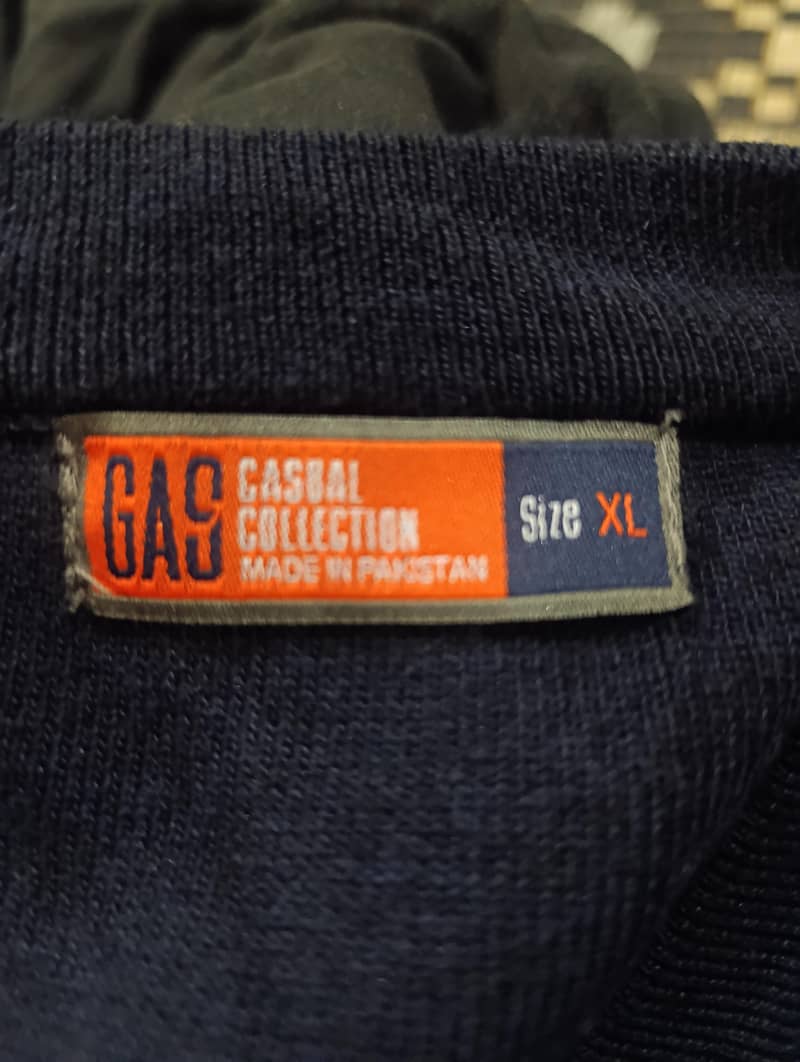 GAS
CASUAL
COLLECTION
MADE IN PAKISTAN
Size XL